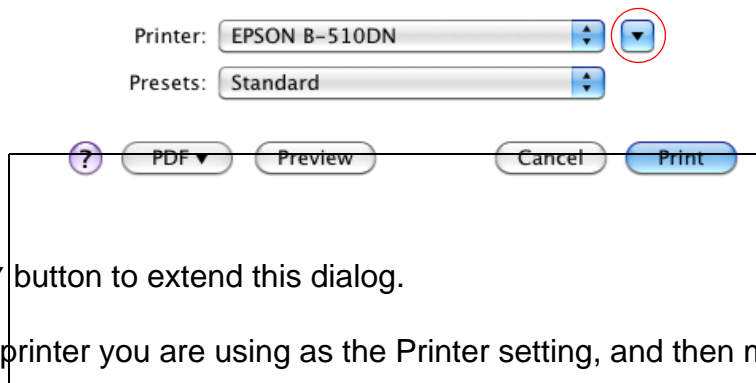 Printer: EPSON B-510DN
Presets: Standard
? PDF▼ Preview Cancel Print
button to extend this dialog.
printer you are using as the Printer setting, and then